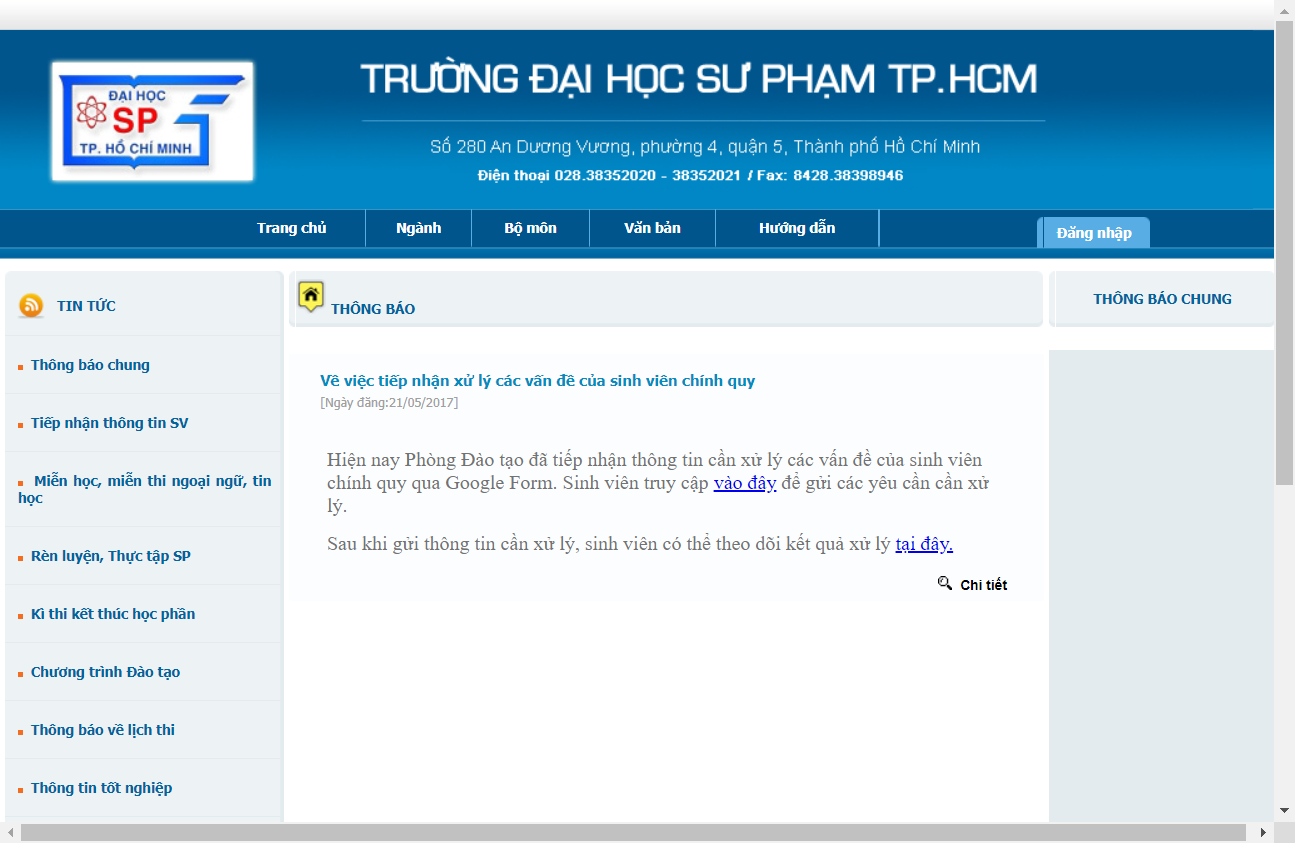 ĐẠI HỌC
SP
TP. HỒ CHÍ MINH
TRƯỜNG ĐẠI HỌC SƯ PHẠM TP.HCM
Số 280 An Dương Vương, phường 4, quận 5, Thành phố Hồ Chí Minh
Điện thoại 028.38352020 - 38352021 / Fax: 8428.38398946
Trang chủ
Ngành
Bộ môn
Văn bản
Hướng dẫn
Đăng nhập
TIN TỨC
Thông báo chung
Tiếp nhận thông tin SV
Miễn học, miễn thi ngoại ngữ, tin
học
Rèn luyện, Thực tập SP
Kì thi kết thúc học phần
Chương trình Đào tạo
Thông báo về lịch thi
Thông tin tốt nghiệp
THÔNG BÁO
Về việc tiếp nhận xử lý các vấn đề của sinh viên chính quy
[Ngày đăng:21/05/2017]
Hiện nay Phòng Đào tạo đã tiếp nhận thông tin cần xử lý các vấn đề của sinh viên
chính quy qua Google Form. Sinh viên truy cập vào đây để gửi các yêu cần cần xử
lý.
Sau khi gửi thông tin cần xử lý, sinh viên có thể theo dõi kết quả xử lý tại đây.
Chi tiết
THÔNG BÁO CHUNG